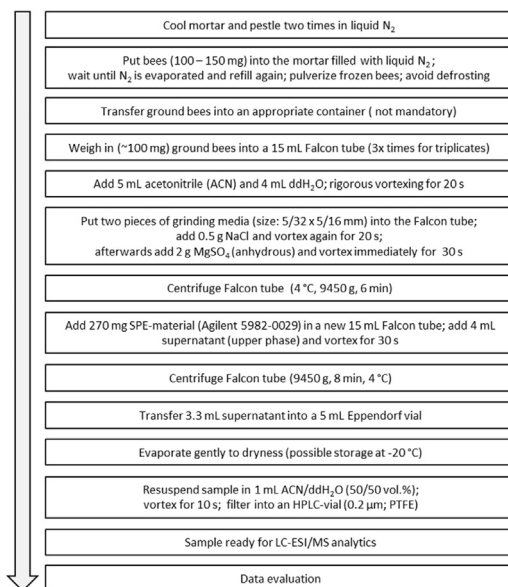 Cool mortar and pestle two times in liquid N₂
Put bees (100 – 150 mg) into the mortar filled with liquid N₂;
wait until N₂ is evaporated and refill again; pulverize frozen bees; avoid defrosting
Transfer ground bees into an appropriate container ( not mandatory)
Weigh in (~100 mg) ground bees into a 15 mL Falcon tube (3x times for triplicates)
Add 5 mL acetonitrile (ACN) and 4 mL ddH₂O; rigorous vortexing for 20 s
Put two pieces of grinding media (size: 5/32 x 5/16 mm) into the Falcon tube;
add 0.5 g NaCl and vortex again for 20 s;
afterwards add 2 g MgSO₄ (anhydrous) and vortex immediately for 30 s
Centrifuge Falcon tube (4 °C, 9450 g, 6 min)
Add 270 mg SPE-material (Agilent 5982-0029) in a new 15 mL Falcon tube; add 4 mL
supernatant (upper phase) and vortex for 30 s
Centrifuge Falcon tube (9450 g, 8 min, 4 °C)
Transfer 3.3 mL supernatant into a 5 mL Eppendorf vial
Evaporate gently to dryness (possible storage at -20 °C)
Resuspend sample in 1 mL ACN/ddH₂O (50/50 vol.%);
vortex for 10 s; filter into an HPLC-vial (0.2 µm; PTFE)
Sample ready for LC-ESI/MS analytics
Data evaluation